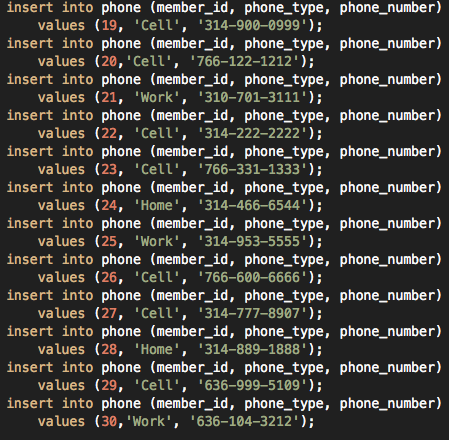 insert into phone (member_id, phone_type, phone_number)
values (19, 'Cell', '314-900-0999');
insert into phone (member_id, phone_type, phone_number)
values (20,'Cell', '766-122-1212');
insert into phone (member_id, phone_type, phone_number)
values (21, 'Work', '310-701-3111');
insert into phone (member_id, phone_type, phone_number)
values (22, 'Cell', '314-222-2222');
insert into phone (member_id, phone_type, phone_number)
values (23, 'Cell', '766-331-1333');
insert into phone (member_id, phone_type, phone_number)
values (24, 'Home', '314-466-6544');
insert into phone (member_id, phone_type, phone_number)
values (25, 'Work', '314-953-5555');
insert into phone (member_id, phone_type, phone_number)
values (26, 'Cell', '766-600-6666');
insert into phone (member_id, phone_type, phone_number)
values (27, 'Cell', '314-777-8907');
insert into phone (member_id, phone_type, phone_number)
values (28, 'Home', '314-889-1888');
insert into phone (member_id, phone_type, phone_number)
values (29, 'Cell', '636-999-5109');
insert into phone (member_id, phone_type, phone_number)
values (30,'Work', '636-104-3212');